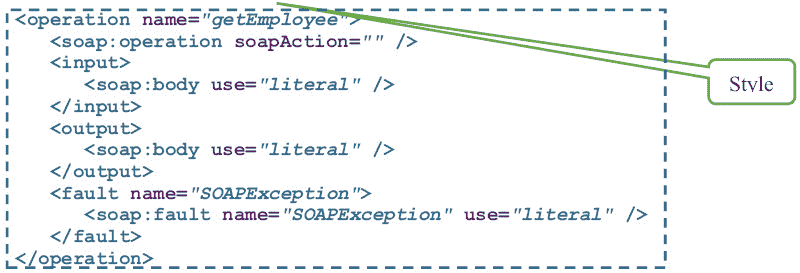 <operation name="getEmployee">
<soap:operation soapAction="" />
<input>
<soap:body use="literal" />
</input>
<output>
<soap:body use="literal" />
</output>
<fault name="SOAPException">
<soap:fault name="SOAPException" use="literal" />
</fault>
</operation>
Style